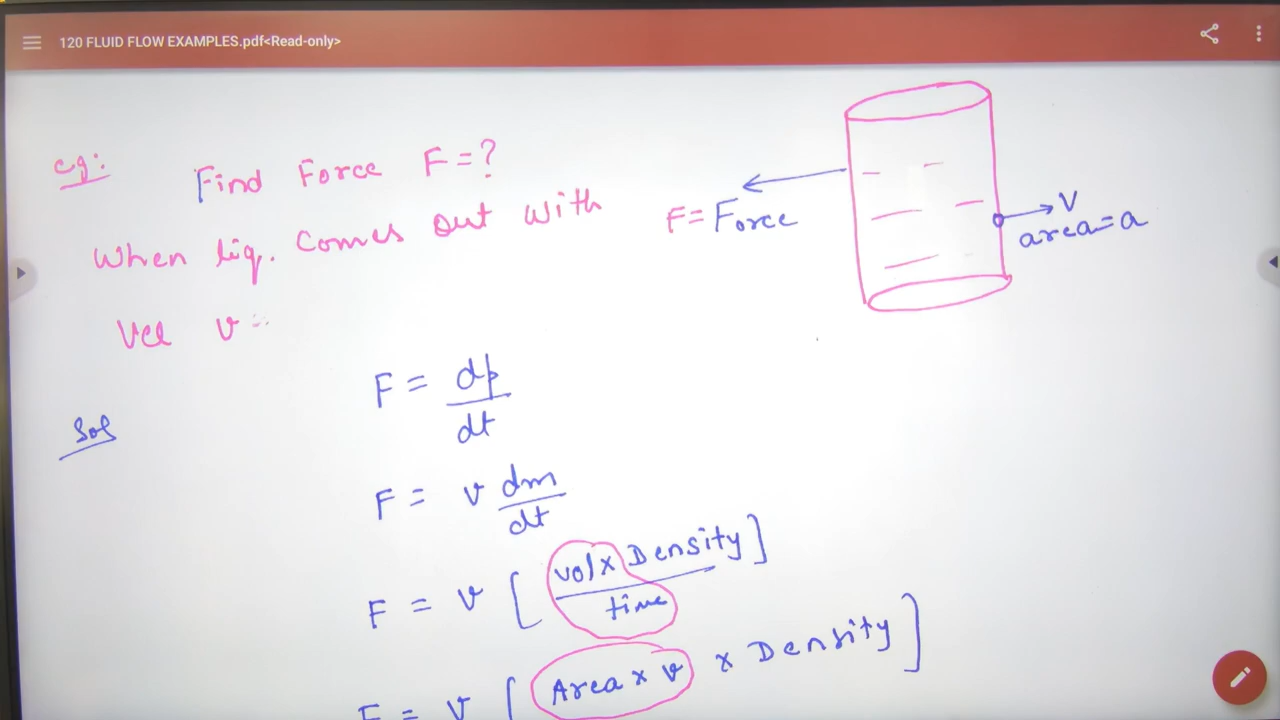 120 FLUID FLOW EXAMPLES.pdf<Read-only>
eg: Find Force F=?
When liq. Comes Out With
Vel v =
F= Force
V
area=a
Sol
F = dp/dt
F = v dm/dt
F = v [ vol x Density / time ]
F = v [ Area x v x Density ]